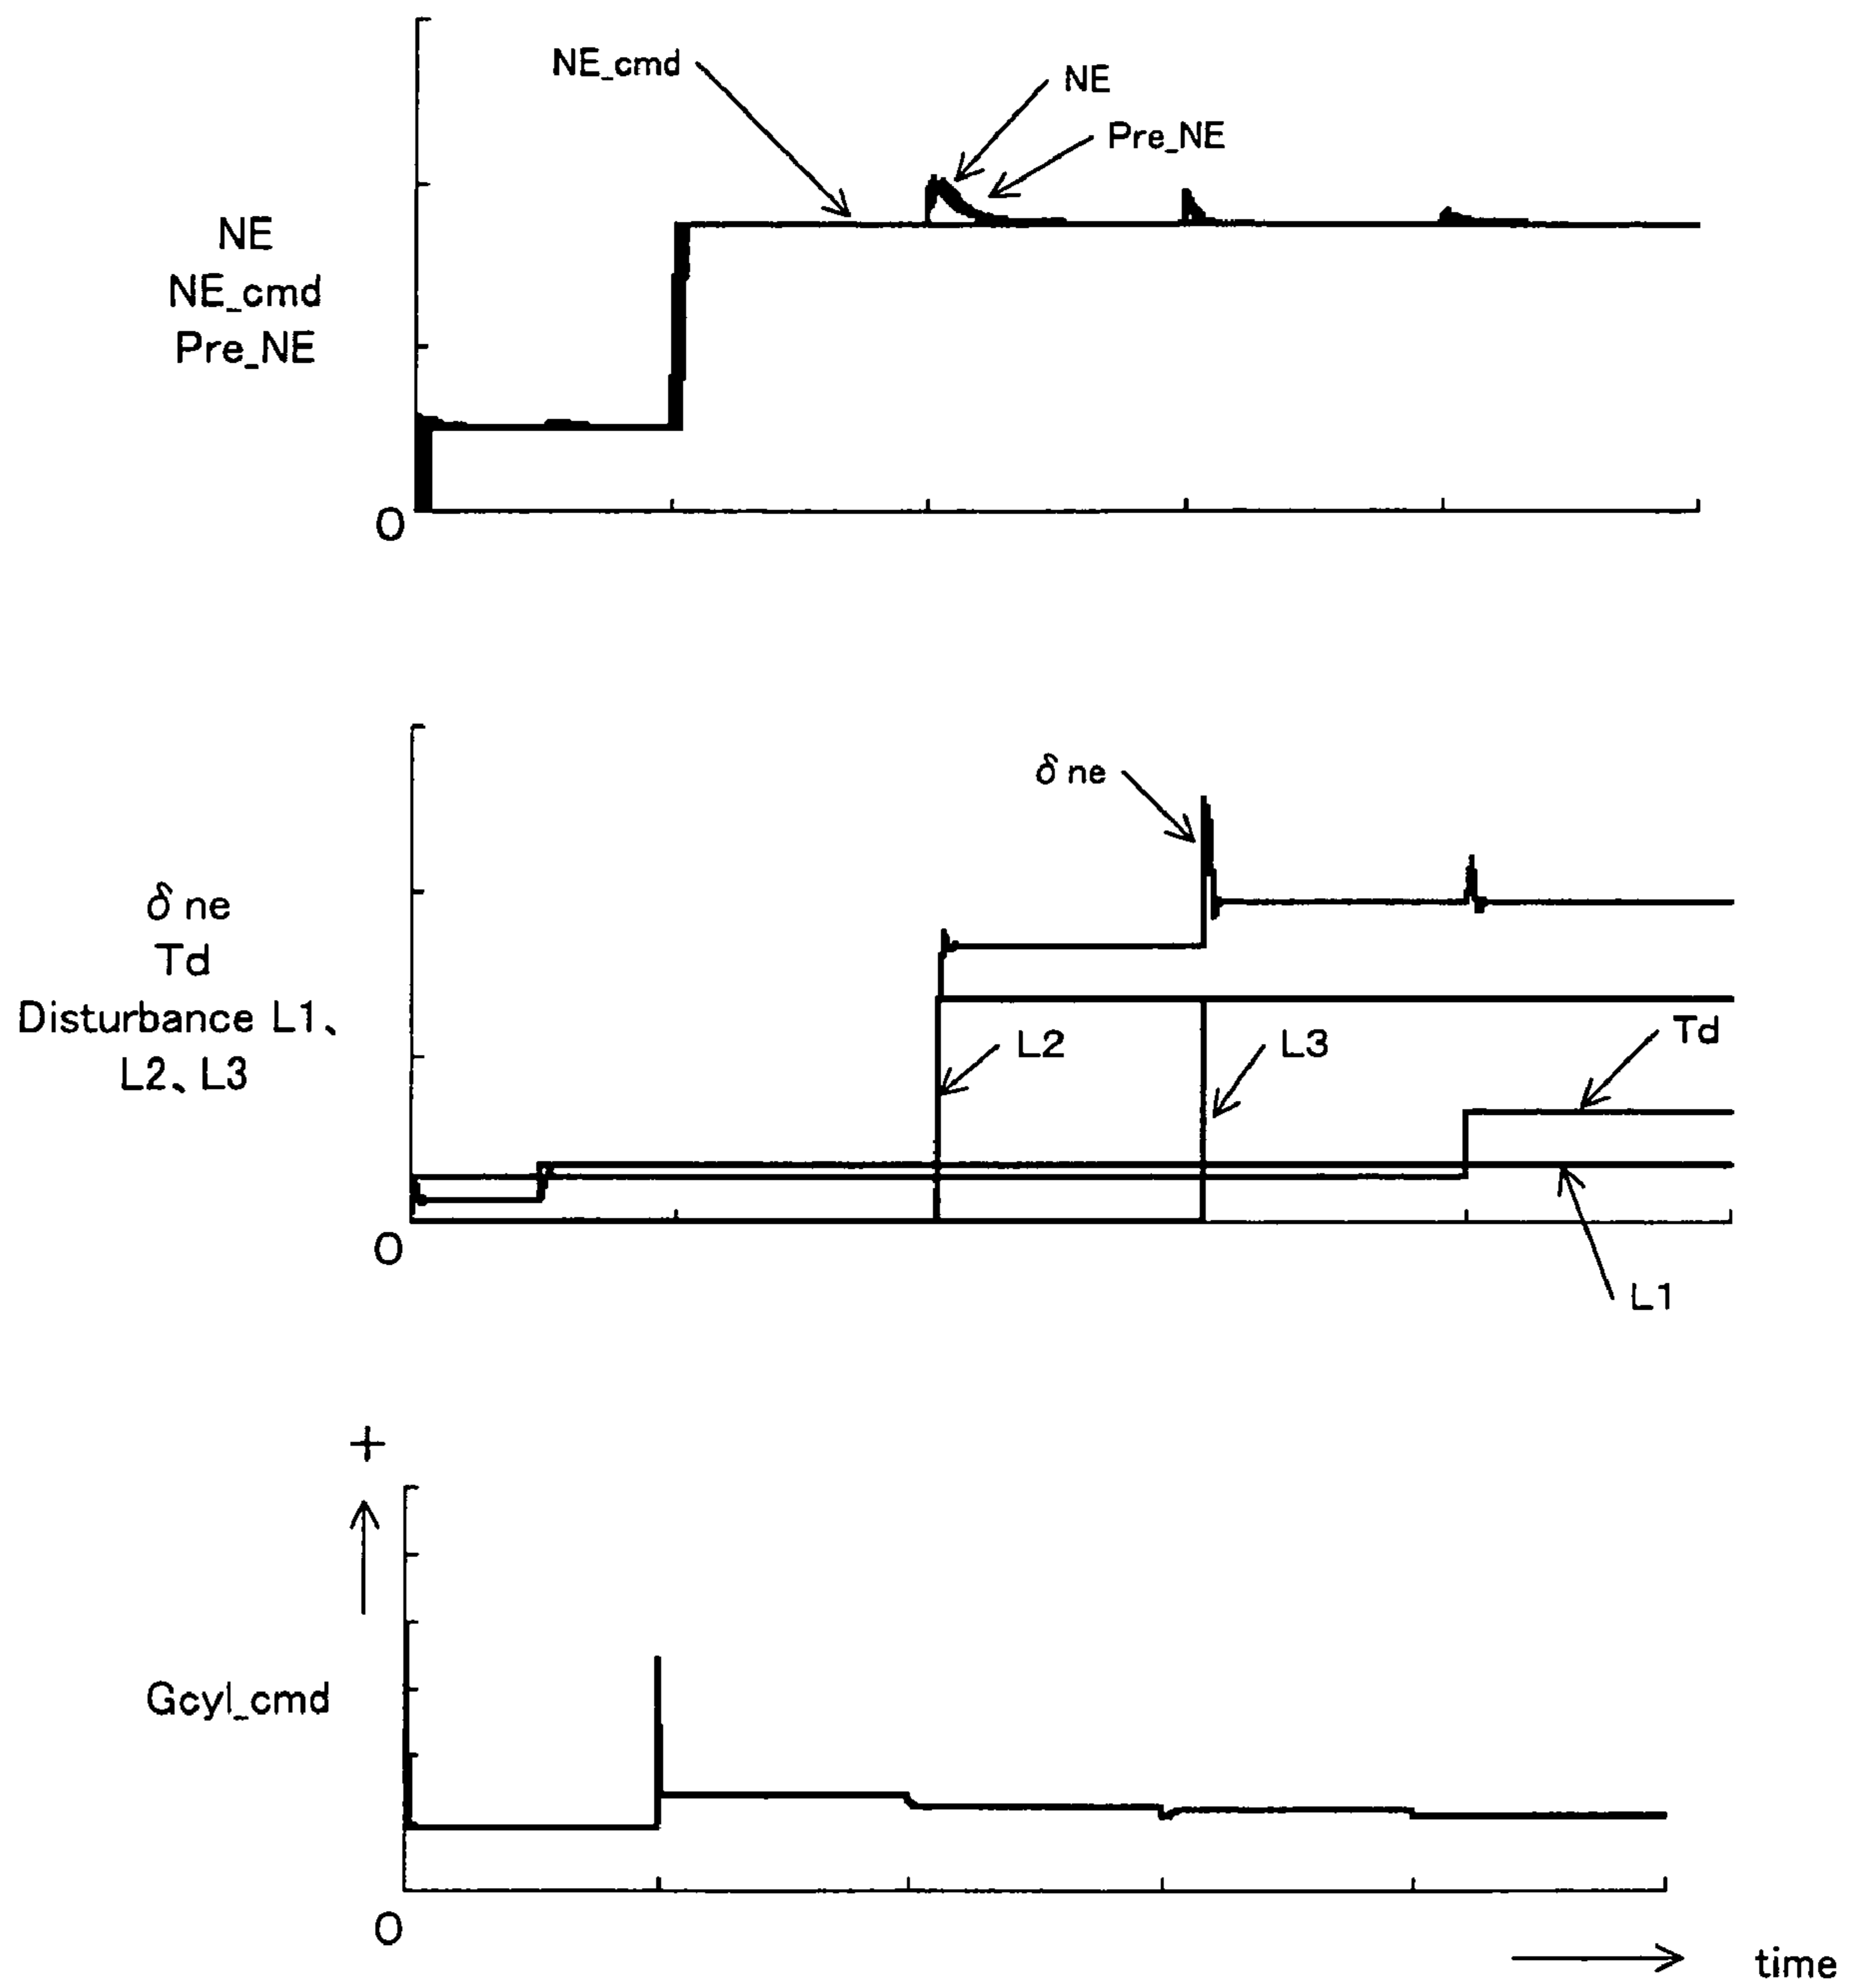 NE_cmd
NE
Pre_NE
NE
NE_cmd
Pre_NE
0
δ ne
δ ne
Td
Disturbance L1、
L2、L3
L2
L3
Td
0
L1
+
Gcyl_cmd
0
time